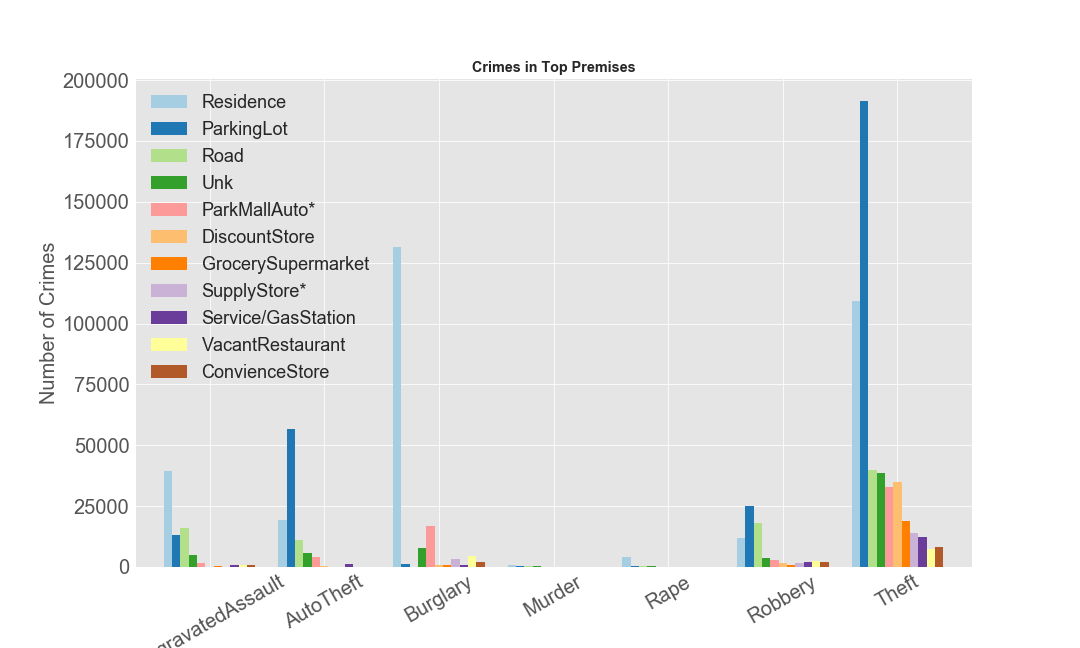 Crimes in Top Premises
200000
175000
150000
125000
100000
75000
50000
25000
0
Number of Crimes
Residence
ParkingLot
Road
Unk
ParkMallAuto*
DiscountStore
GrocerySupermarket
SupplyStore*
Service/GasStation
VacantRestaurant
ConvienceStore
gravatedAssault
AutoTheft
Burglary
Murder
Rape
Robbery
Theft